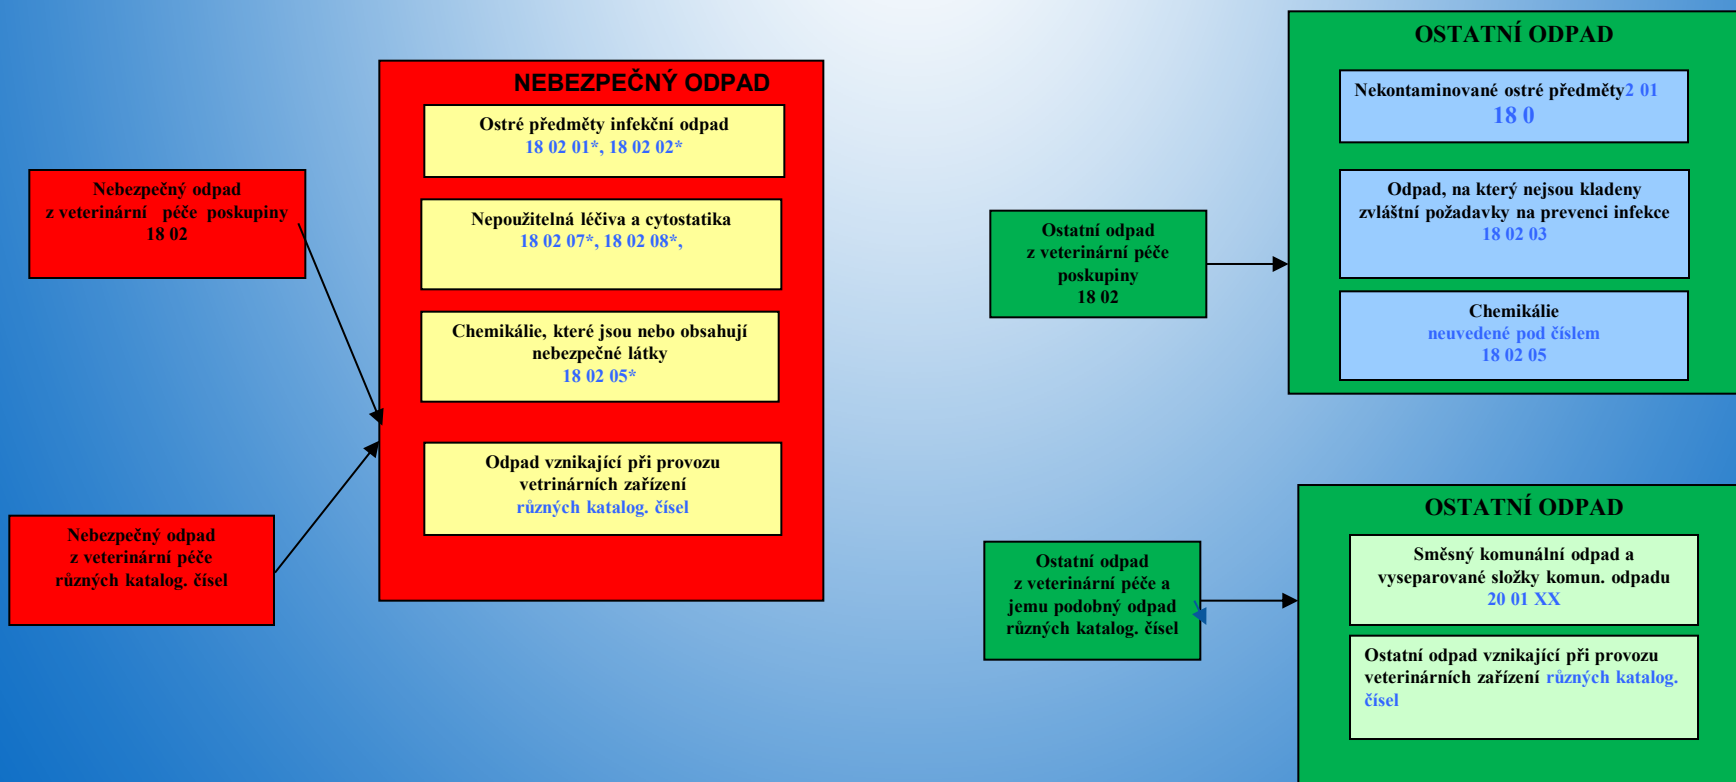 Nebezpečný odpad
z veterinární péče poskupiny
18 02
Nebezpečný odpad
z veterinární péče
různých katalog. čísel
NEBEZPEČNÝ ODPAD
Ostré předměty infekční odpad
18 02 01*, 18 02 02*
Nepoužitelná léčiva a cytostatika
18 02 07*, 18 02 08*,
Chemikálie, které jsou nebo obsahují
nebezpečné látky
18 02 05*
Odpad vznikající při provozu
vetrinárních zařízení
různých katalog. čísel
Ostatní odpad
z veterinární péče
poskupiny
18 02
OSTATNÍ ODPAD
Nekontaminované ostré předměty2 01
18 0
Odpad, na který nejsou kladeny
zvláštní požadavky na prevenci infekce
18 02 03
Chemikálie
neuvedené pod číslem
18 02 05
Ostatní odpad
z veterinární péče a
jemu podobný odpad
různých katalog. čísel
OSTATNÍ ODPAD
Směsný komunální odpad a
vyseparované složky komun. odpadu
20 01 XX
Ostatní odpad vznikající při provozu
veterinárních zařízení různých katalog.
čísel